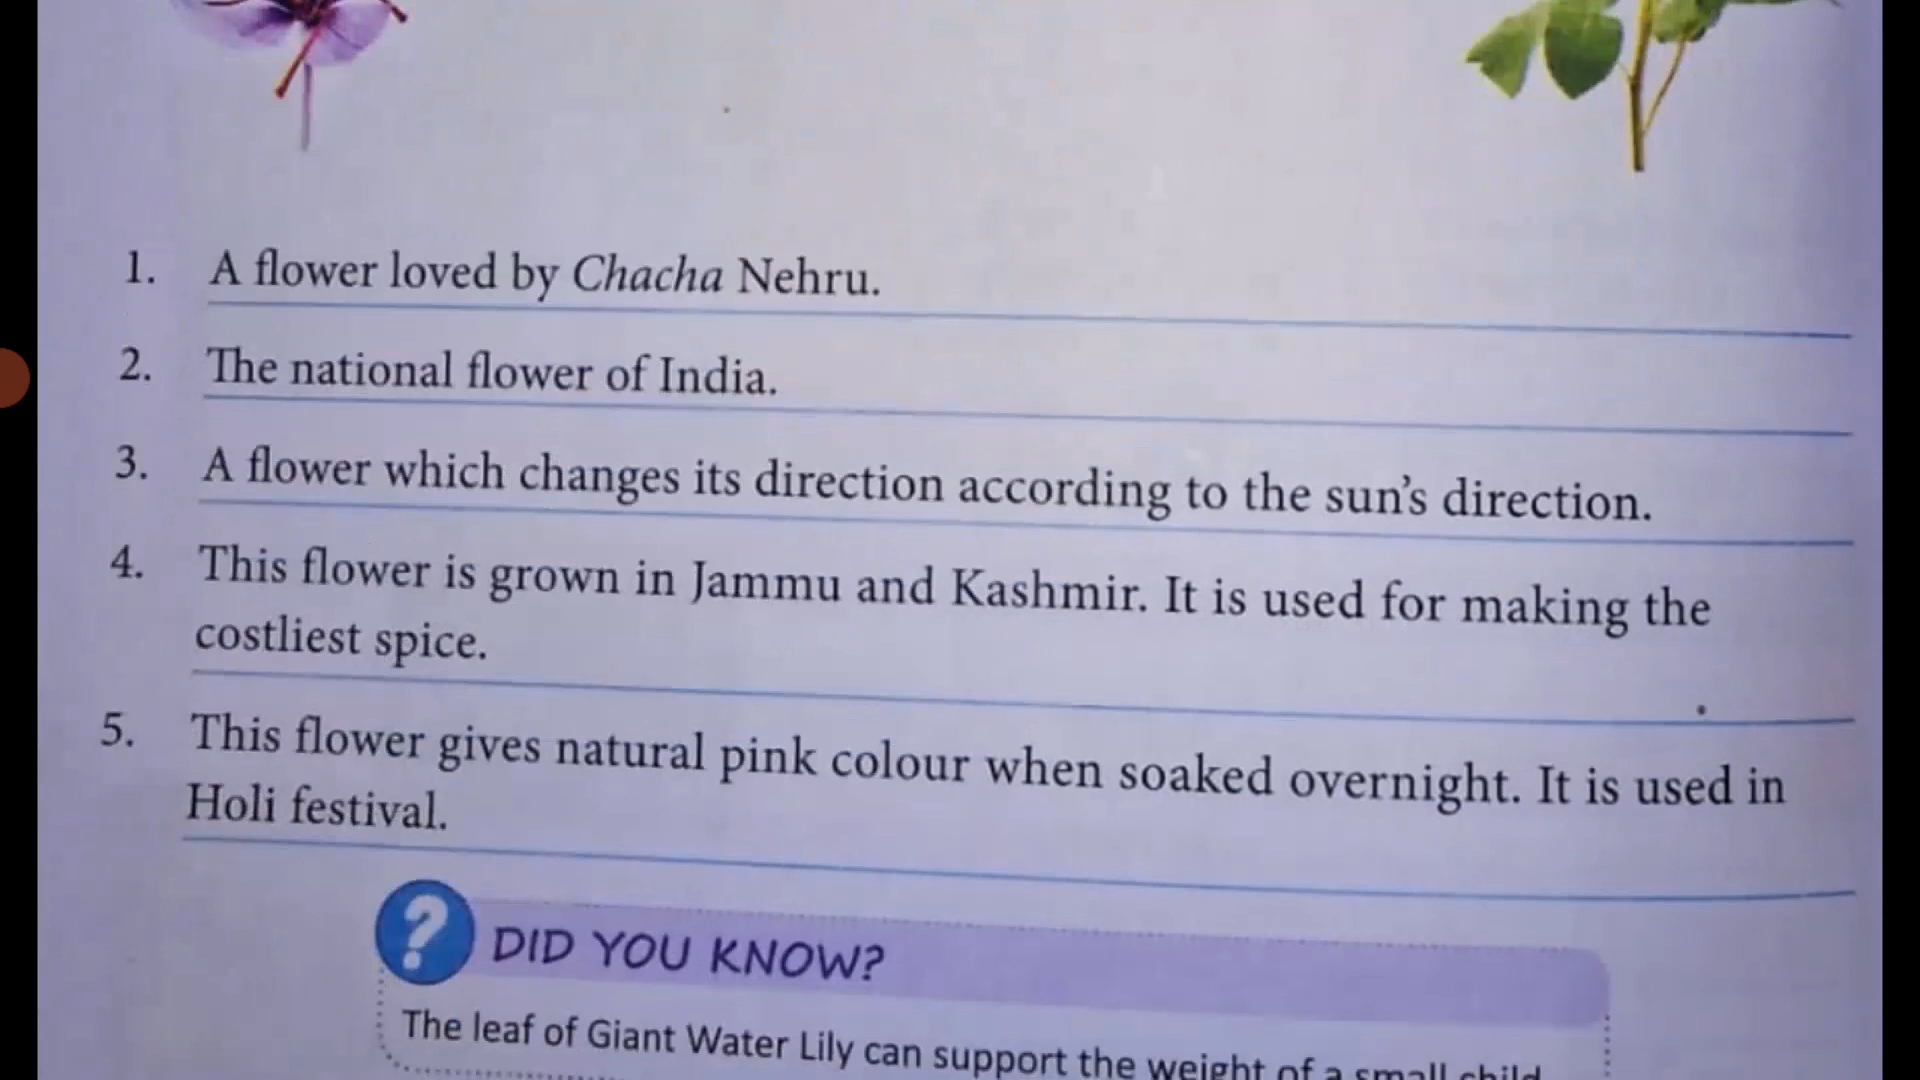 1. A flower loved by Chacha Nehru.
2. The national flower of India.
3. A flower which changes its direction according to the sun's direction.
4. This flower is grown in Jammu and Kashmir. It is used for making the
costliest spice.
5. This flower gives natural pink colour when soaked overnight. It is used in
Holi festival.
? DID YOU KNOW?
The leaf of Giant Water Lily can support the weight of a small child